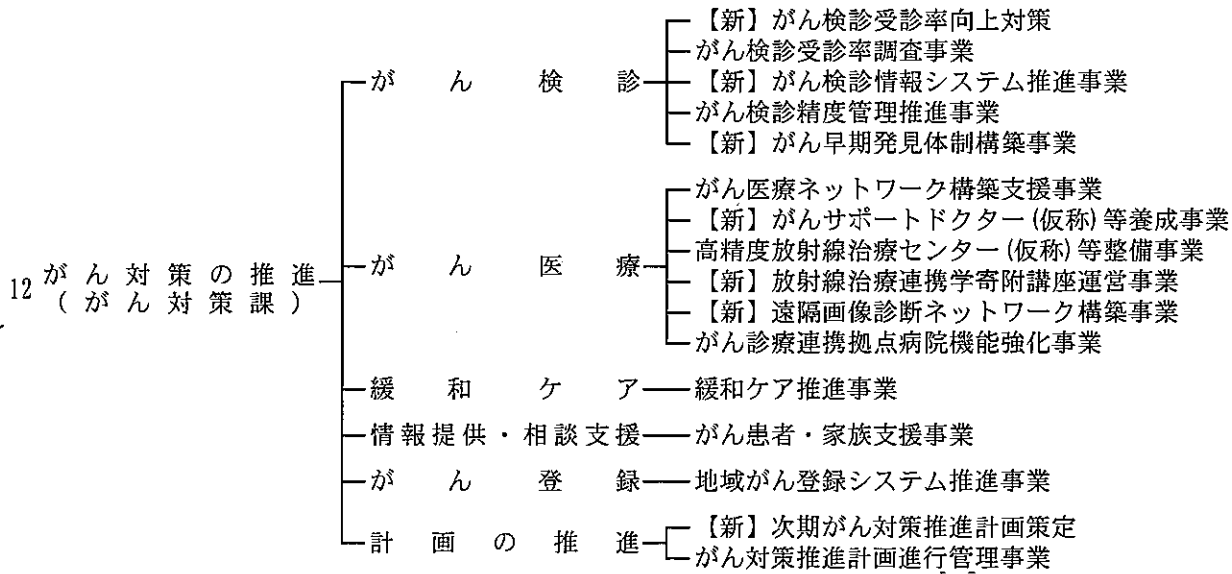 12 がん対策の推進
(がん対策課)
がん検診
【新】がん検診受診率向上対策
がん検診受診率調査事業
【新】がん検診情報システム推進事業
がん検診精度管理推進事業
【新】がん早期発見体制構築事業
がん医療
がん医療ネットワーク構築支援事業
【新】がんサポートドクター(仮称)等養成事業
高精度放射線治療センター(仮称)等整備事業
【新】放射線治療連携学寄附講座運営事業
【新】遠隔画像診断ネットワーク構築事業
がん診療連携拠点病院機能強化事業
緩和ケア
緩和ケア推進事業
情報提供・相談支援
がん患者・家族支援事業
がん登録
地域がん登録システム推進事業
計画の推進
【新】次期がん対策推進計画策定
がん対策推進計画進行管理事業